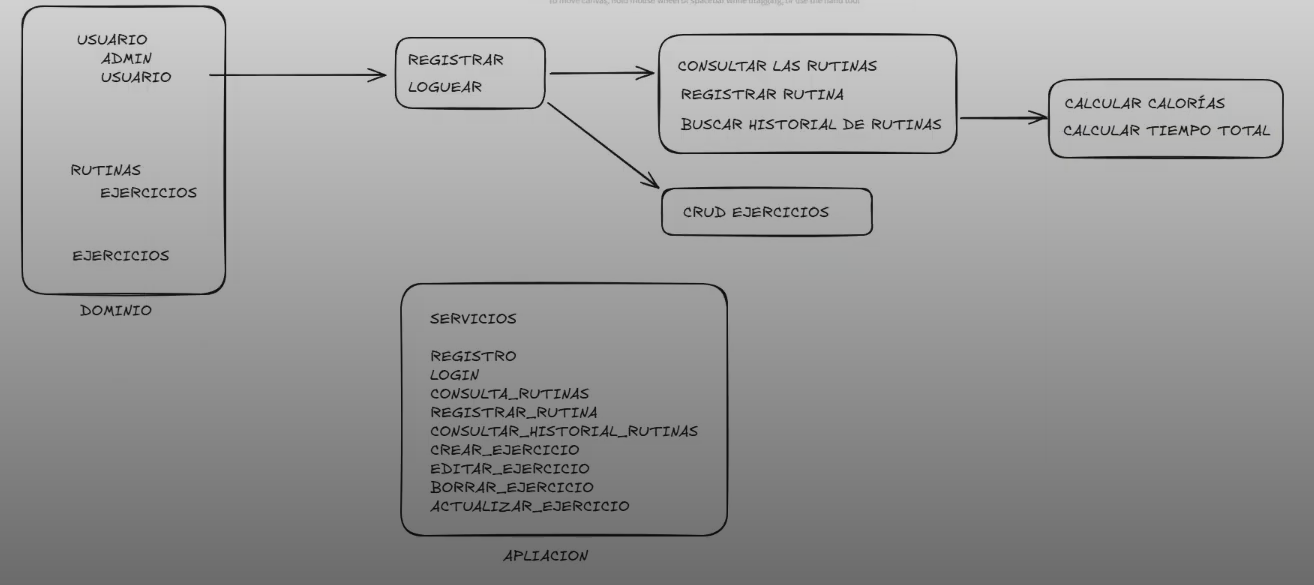 to move canvas, hold mouse wheel or spacebar while dragging, or use the hand tool
USUARIO
ADMIN
USUARIO
RUTINAS
EJERCICIOS
EJERCICIOS
DOMINIO
REGISTRAR
LOGUEAR
CONSULTAR LAS RUTINAS
REGISTRAR RUTINA
BUSCAR HISTORIAL DE RUTINAS
CALCULAR CALORÍAS
CALCULAR TIEMPO TOTAL
CRUD EJERCICIOS
SERVICIOS
REGISTRO
LOGIN
CONSULTA_RUTINAS
REGISTRAR_RUTINA
CONSULTAR_HISTORIAL_RUTINAS
CREAR_EJERCICIO
EDITAR_EJERCICIO
BORRAR_EJERCICIO
ACTUALIZAR_EJERCICIO
APLIACION